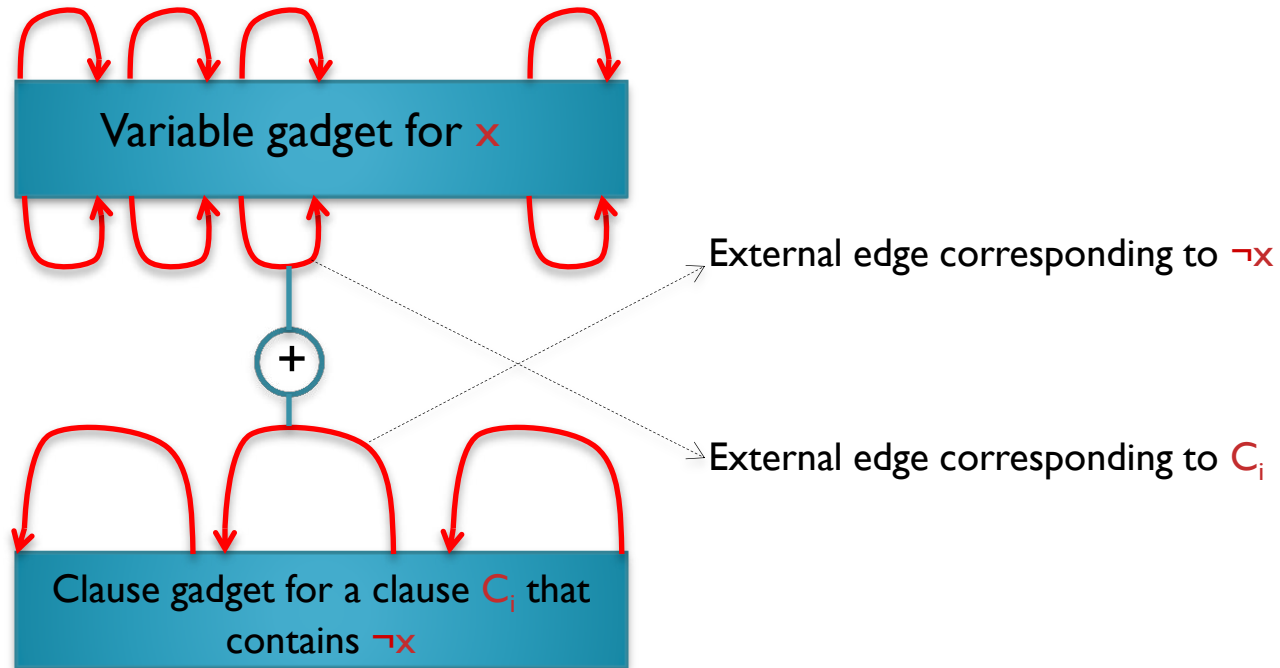 Variable gadget for x
External edge corresponding to ¬x
+
External edge corresponding to Cᵢ
Clause gadget for a clause Cᵢ that
contains ¬x